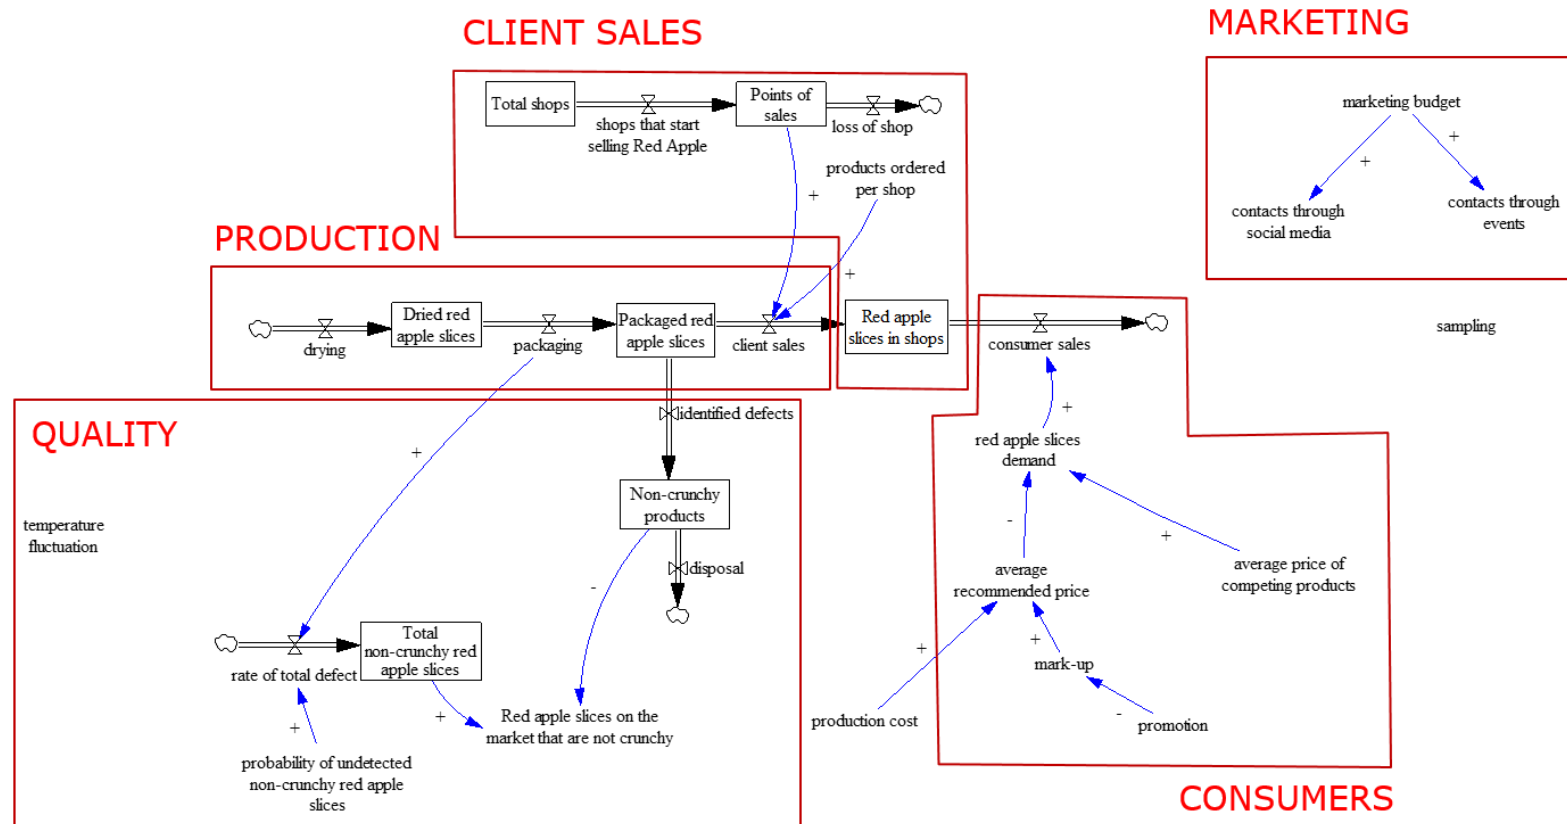 CLIENT SALES
MARKETING
Total shops
Points of
sales
shops that start
selling Red Apple
loss of shop
products ordered
per shop
+
+
marketing budget
+
+
contacts through
social media
contacts through
events
PRODUCTION
Dried red
apple slices
Packaged red
apple slices
Red apple
slices in shops
drying
packaging
client sales
consumer sales
sampling
QUALITY
identified defects
+
Non-crunchy
products
temperature
fluctuation
-
disposal
Total
non-crunchy red
apple slices
rate of total defect
+
+
Red apple slices on the
market that are not crunchy
probability of undetected
non-crunchy red apple
slices
+
red apple slices
demand
-
+
average
recommended price
average price of
competing products
+
+
mark-up
-
production cost
promotion
CONSUMERS